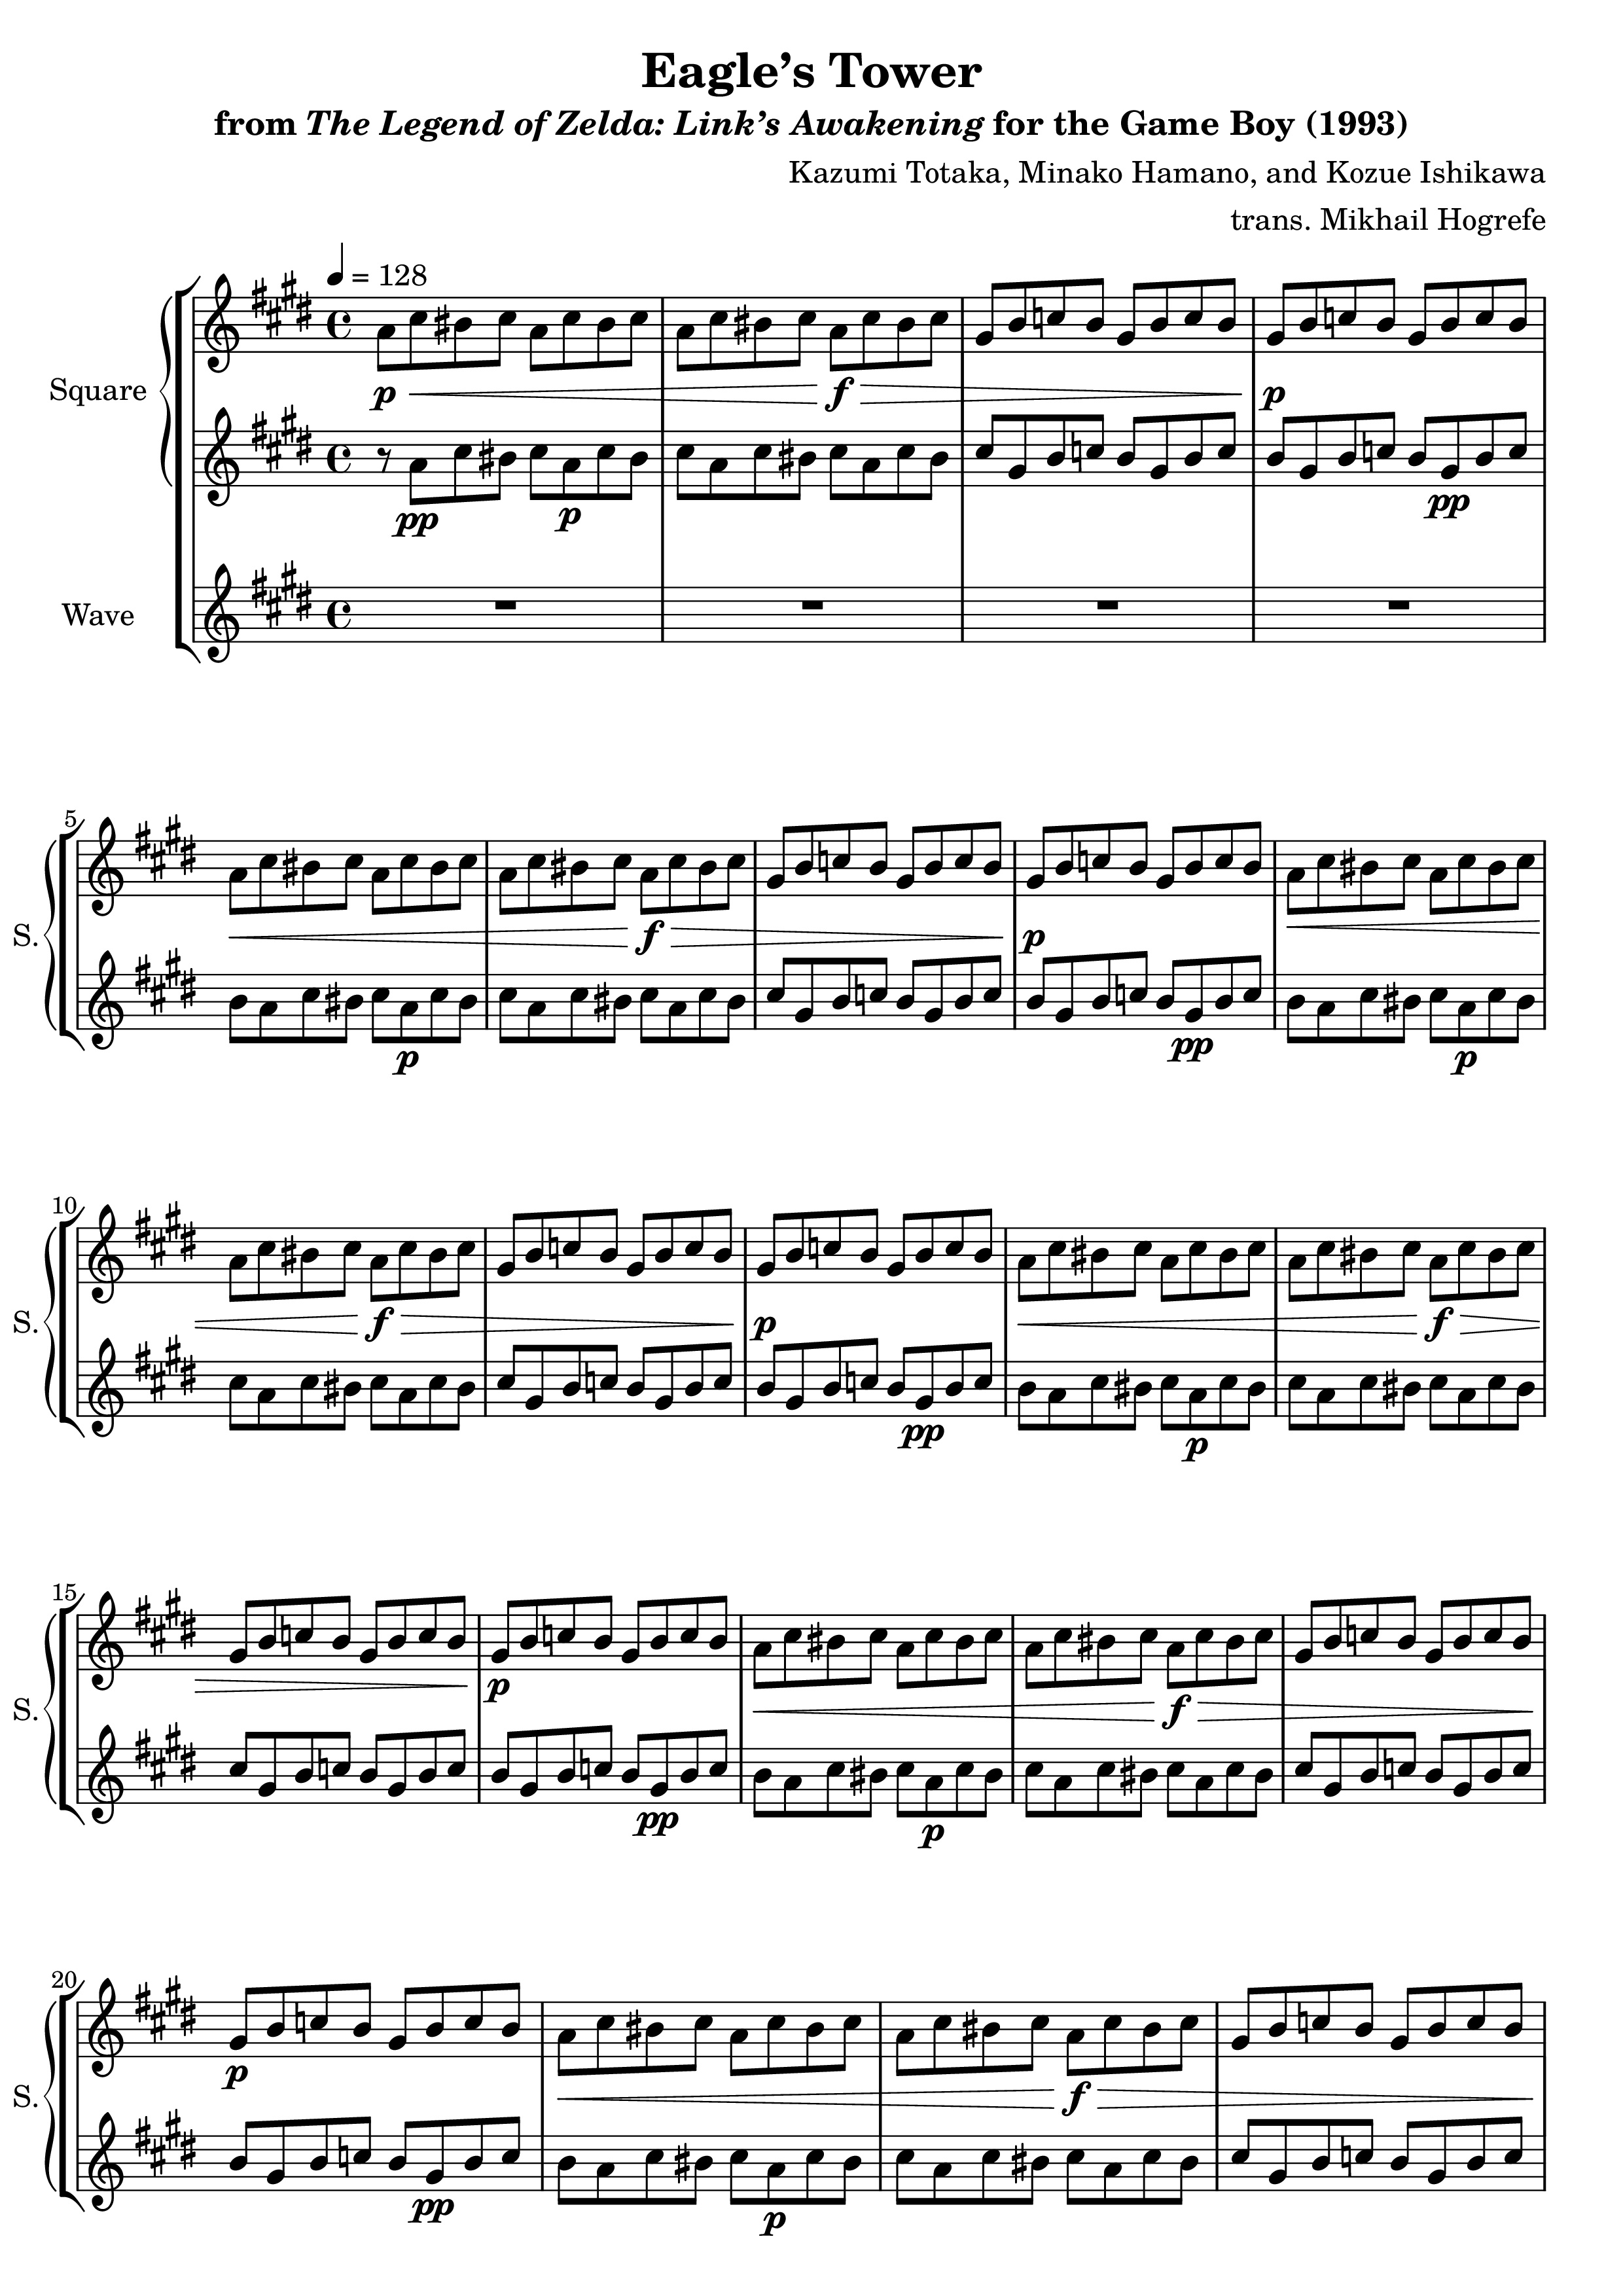 Eagle’s Tower
from The Legend of Zelda: Link’s Awakening for the Game Boy (1993)
Kazumi Totaka, Minako Hamano, and Kozue Ishikawa
trans. Mikhail Hogrefe
= 128
Square
p f p
pp p pp
Wave
5
S.
f p
p pp p
10
S.
f p f
pp p
15
S.
p f
pp p
20
S.
p f
pp p